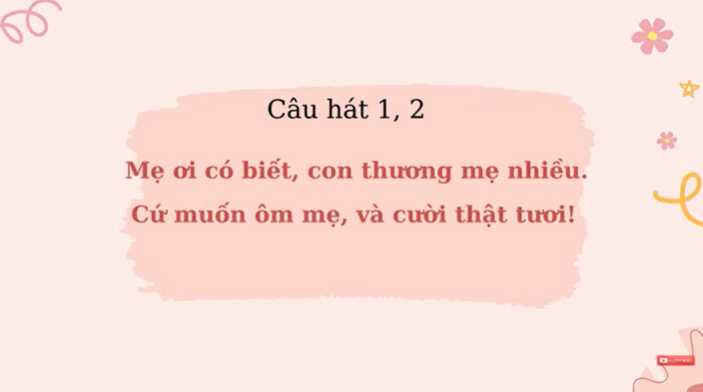 Câu hát 1, 2
Mẹ ơi có biết, con thương mẹ nhiều.
Cứ muốn ôm mẹ, và cười thật tươi!